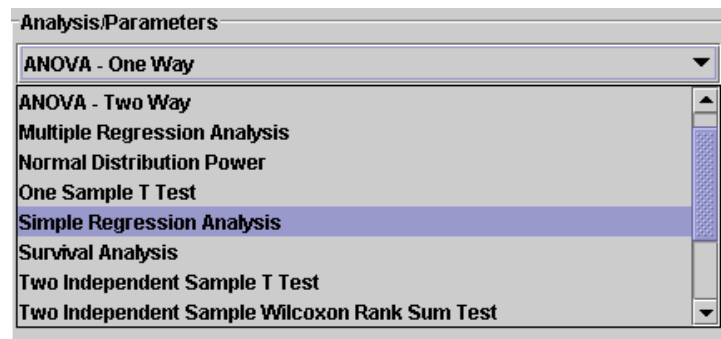 Analysis/Parameters
ANOVA - One Way
ANOVA - Two Way
Multiple Regression Analysis
Normal Distribution Power
One Sample T Test
Simple Regression Analysis
Survival Analysis
Two Independent Sample T Test
Two Independent Sample Wilcoxon Rank Sum Test